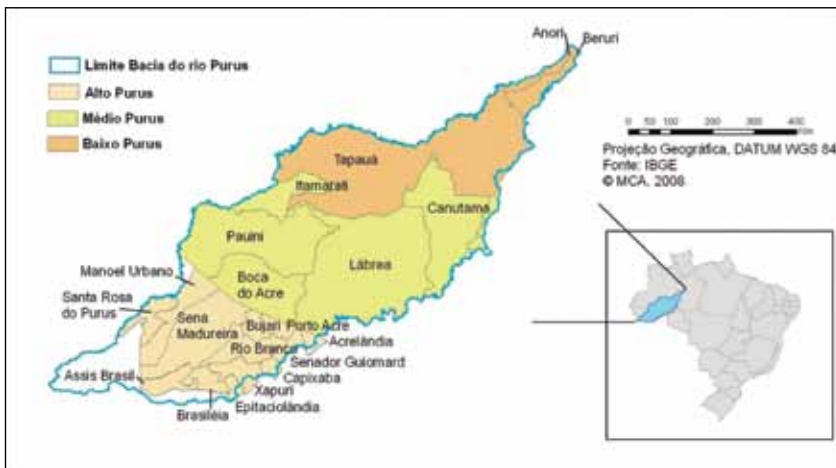 Anori
Beruri
Limite Bacia do rio Purus
Alto Purus
Médio Purus
Baixo Purus
0 50 100 200 300 400
Projeção Geográfica, DATUM WGS 84
Fonte: IBGE
© MCA, 2008
Tapauá
Itamarati
Canutama
Pauini
Lábrea
Manoel Urbano
Boca
do Acre
Santa Rosa
do Purus
Sena
Madureira
Bujari
Porto Acre
Acrelândia
Rio Branco
Senador Guiomard
Capixaba
Assis Brasil
Xapuri
Epitaciolândia
Brasiléia